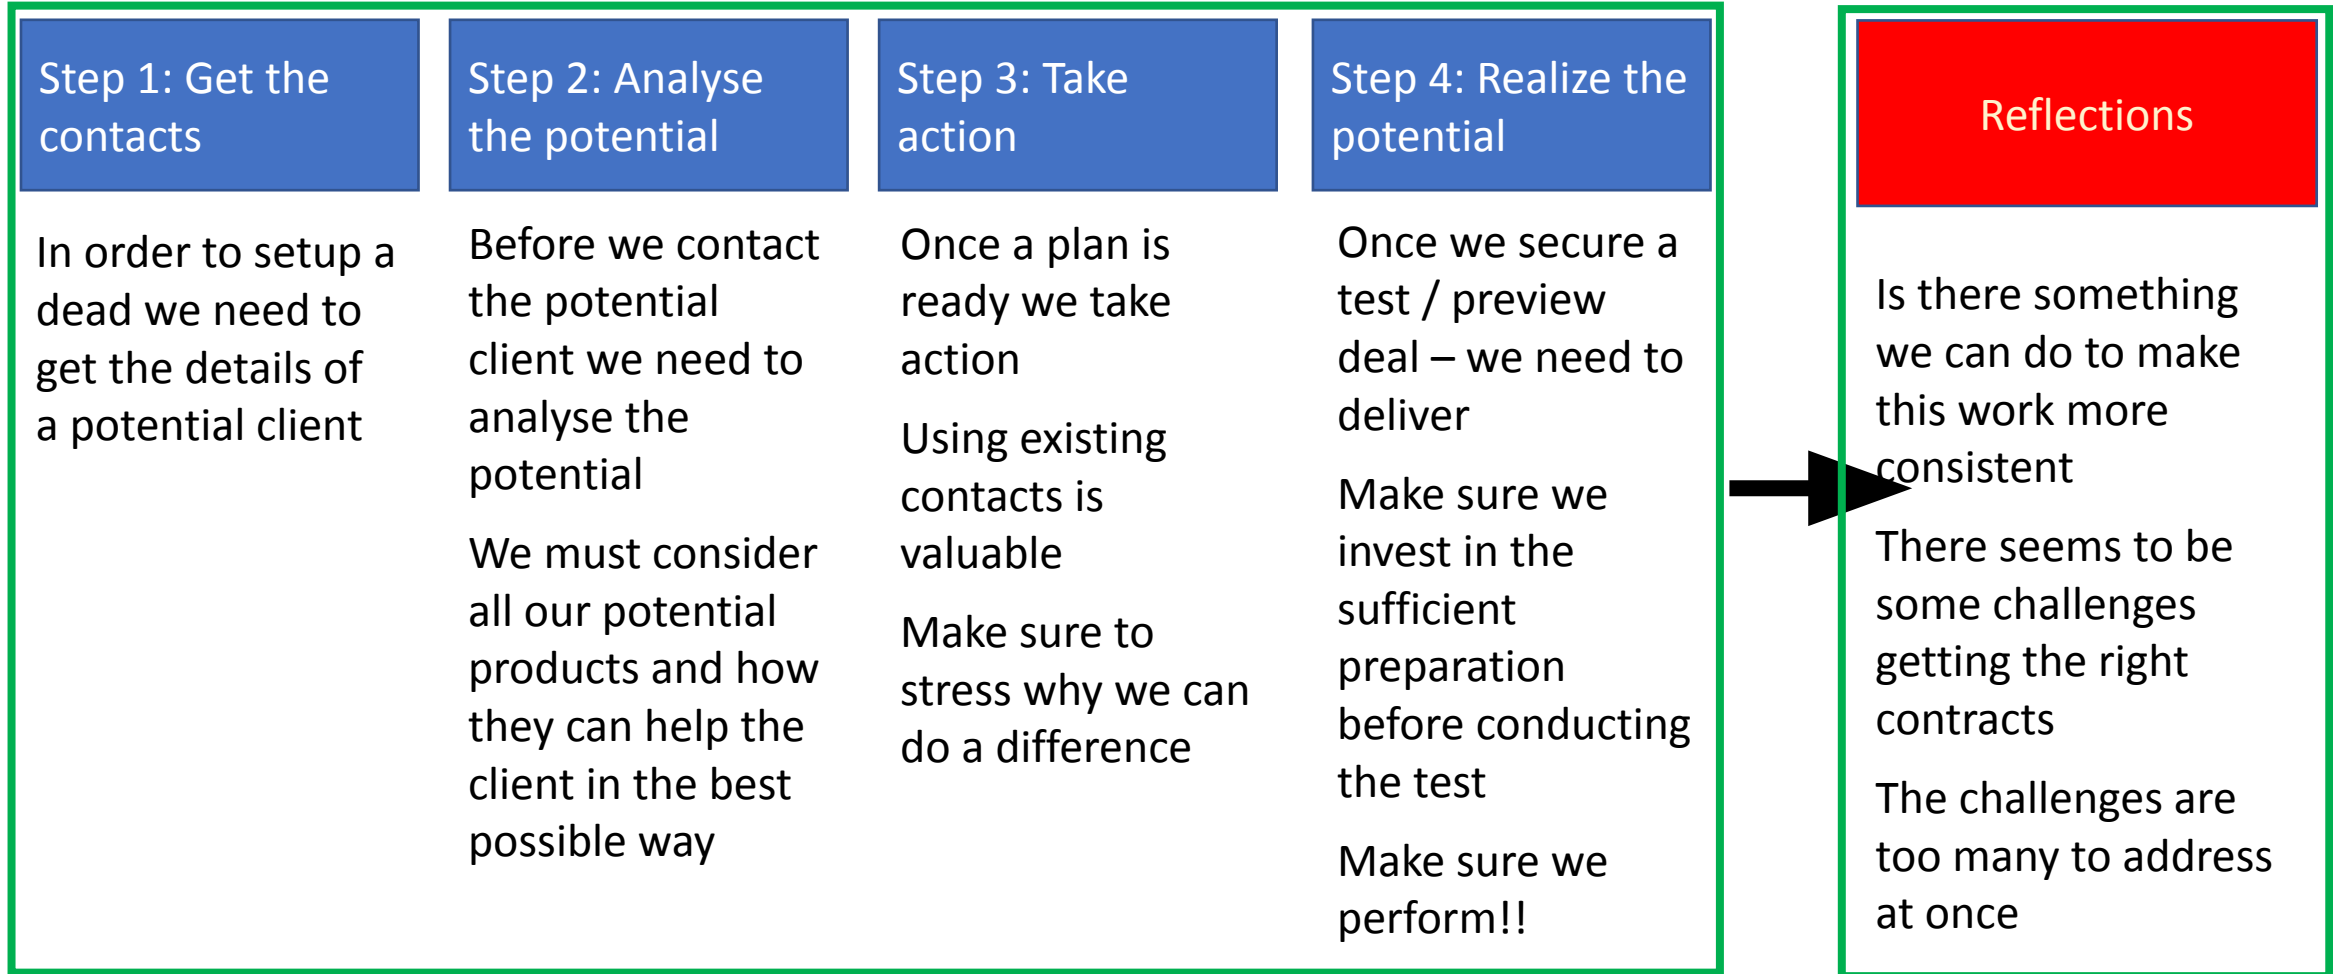 Step 1: Get the
contacts
In order to setup a
dead we need to
get the details of
a potential client
Step 2: Analyse
the potential
Before we contact
the potential
client we need to
analyse the
potential
We must consider
all our potential
products and how
they can help the
client in the best
possible way
Step 3: Take
action
Once a plan is
ready we take
action
Using existing
contacts is
valuable
Make sure to
stress why we can
do a difference
Step 4: Realize the
potential
Once we secure a
test / preview
deal – we need to
deliver
Make sure we
invest in the
sufficient
preparation
before conducting
the test
Make sure we
perform!!
Reflections
Is there something
we can do to make
this work more
consistent
There seems to be
some challenges
getting the right
contracts
The challenges are
too many to address
at once